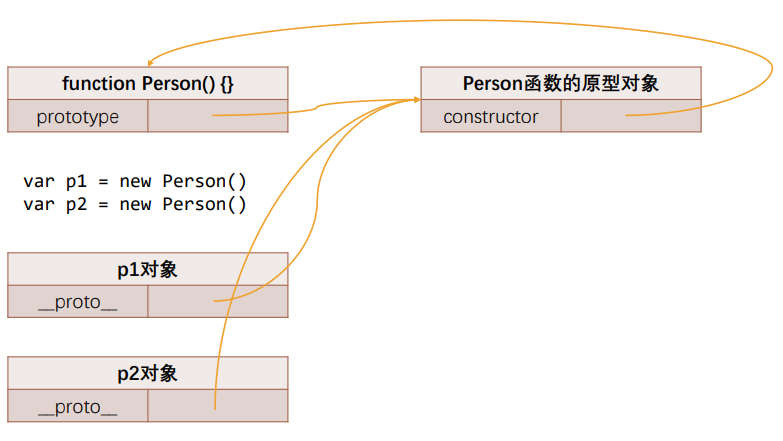 function Person() {}
Person函数的原型对象
prototype
constructor
var p1 = new Person()
var p2 = new Person()
p1对象
__proto__
p2对象
__proto__